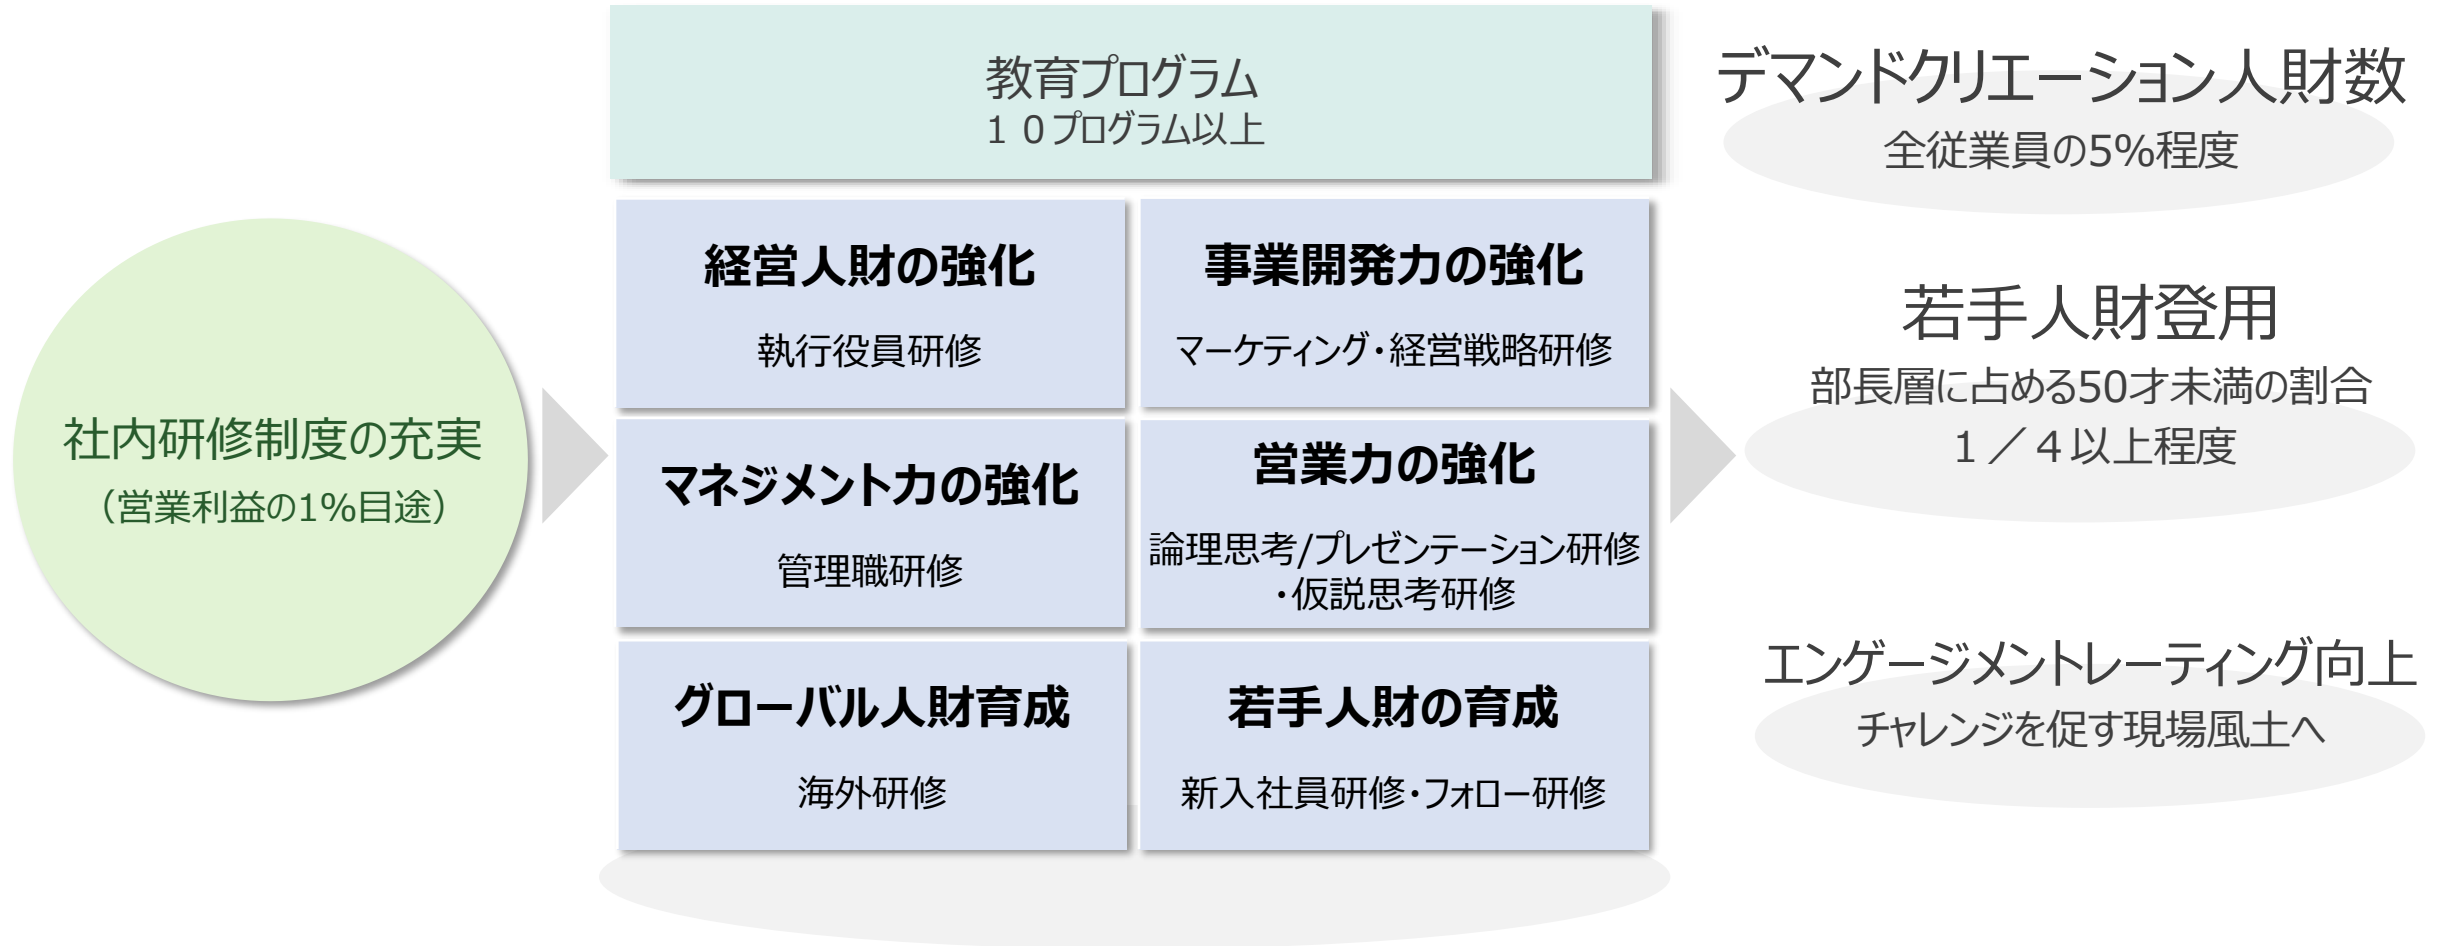 社内研修制度の充実
（営業利益の1%目途）
教育プログラム
１０プログラム以上
経営人財の強化
執行役員研修
事業開発力の強化
マーケティング・経営戦略研修
マネジメント力の強化
管理職研修
営業力の強化
論理思考/プレゼンテーション研修
・仮説思考研修
グローバル人財育成
海外研修
若手人財の育成
新入社員研修・フォロー研修
デマンドクリエーション人財数
全従業員の5%程度
若手人財登用
部長層に占める50才未満の割合
１／４以上程度
エンゲージメントレーティング向上
チャレンジを促す現場風土へ